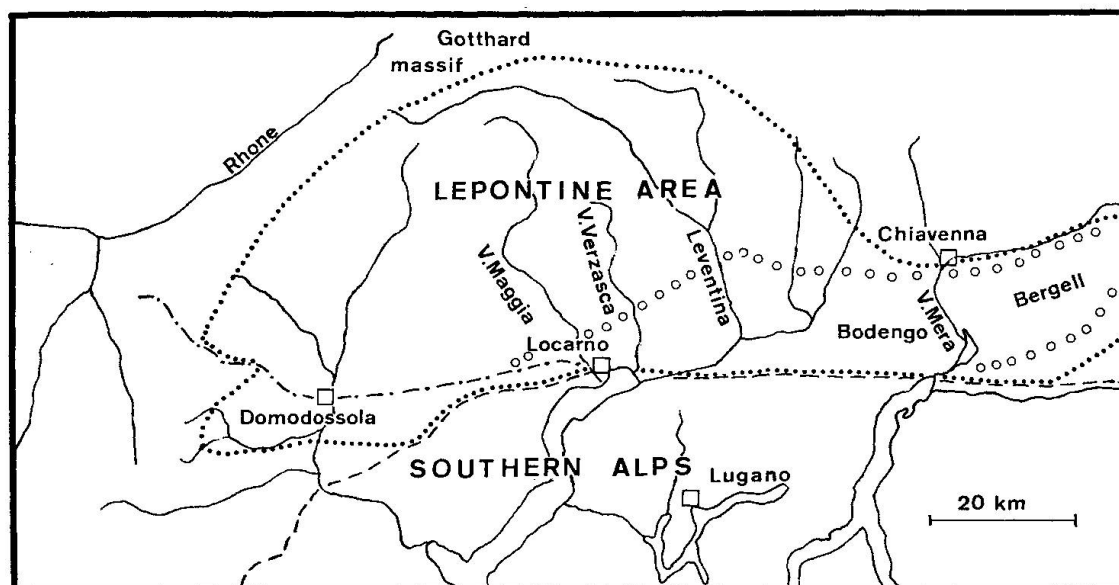 Gotthard
massif
Rhone
LEPONTINE AREA
V.Maggia
V.Verzasca
Leventina
Chiavenna
Bergell
V.Mera
Bodengo
Locarno
Domodossola
SOUTHERN ALPS
Lugano
20 km